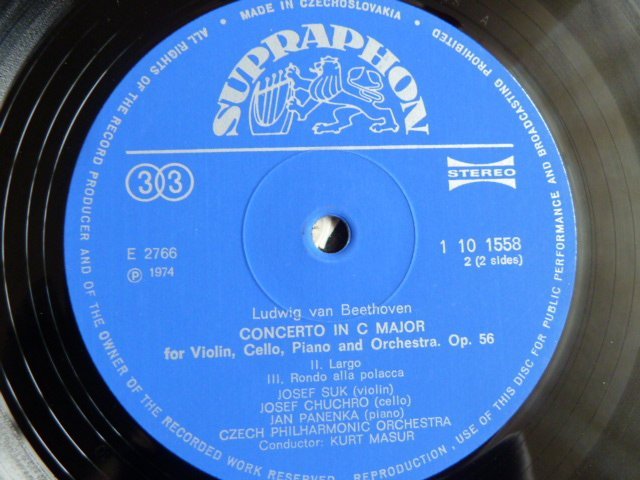 • MADE IN CZECHOSLOVAKIA •
SUPRAPHON
33
STEREO
E 2766
1 10 1558
℗ 1974
2 (2 sides)
Ludwig van Beethoven
CONCERTO IN C MAJOR
for Violin, Cello, Piano and Orchestra. Op. 56
II. Largo
III. Rondo alla polacca
JOSEF SUK (violin)
JOSEF CHUCHRO (cello)
JAN PANENKA (piano)
CZECH PHILHARMONIC ORCHESTRA
Conductor: KURT MASUR
ALL RIGHTS OF THE RECORD PRODUCER AND OF THE OWNER OF THE RECORDED WORK RESERVED. REPRODUCTION, USE OF THIS DISC FOR PUBLIC PERFORMANCE AND BROADCASTING PROHIBITED